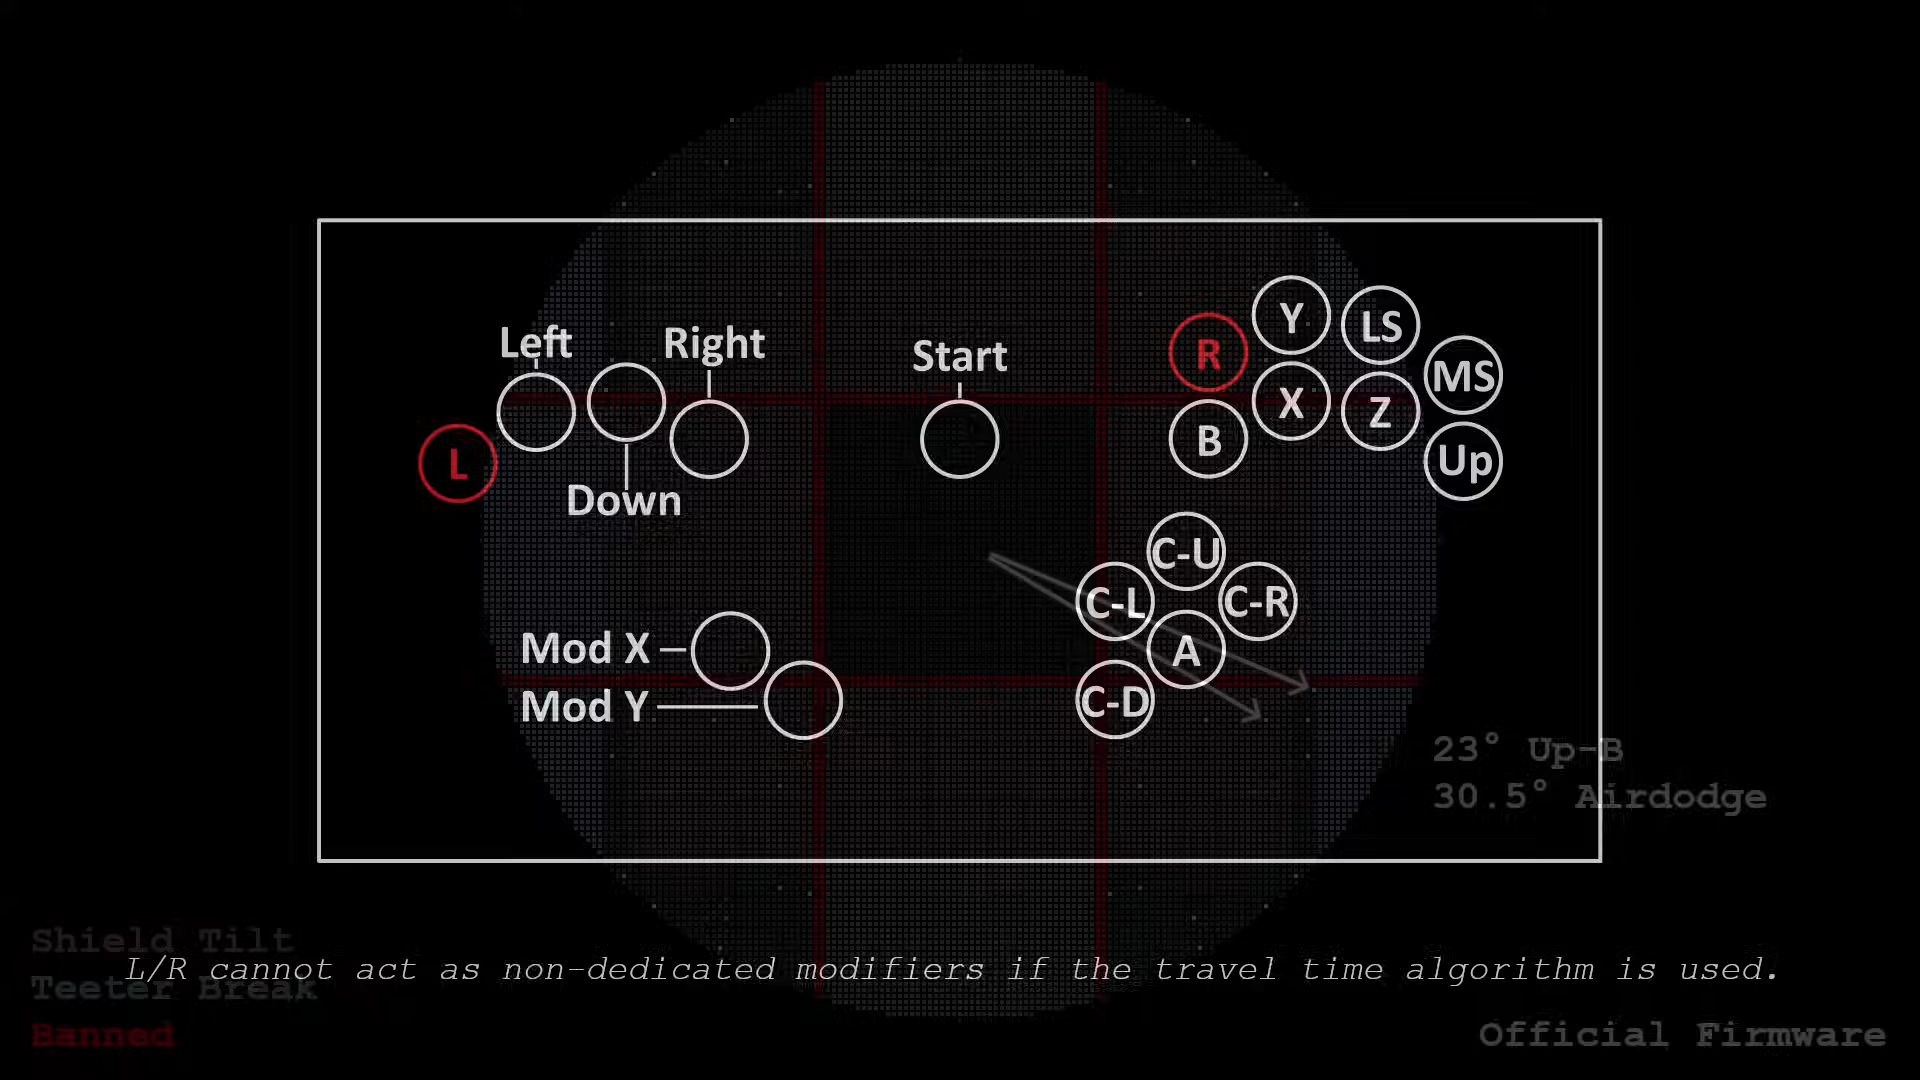 Y
LS
Left
Right
Start
R
MS
X
Z
B
Up
L
Down
C-U
C-L
C-R
Mod X
A
Mod Y
C-D
23° Up-B
30.5° Airdodge
Shield Tilt
L/R cannot act as non-dedicated modifiers if the travel time algorithm is used.
Teeter Break
Banned
Official Firmware